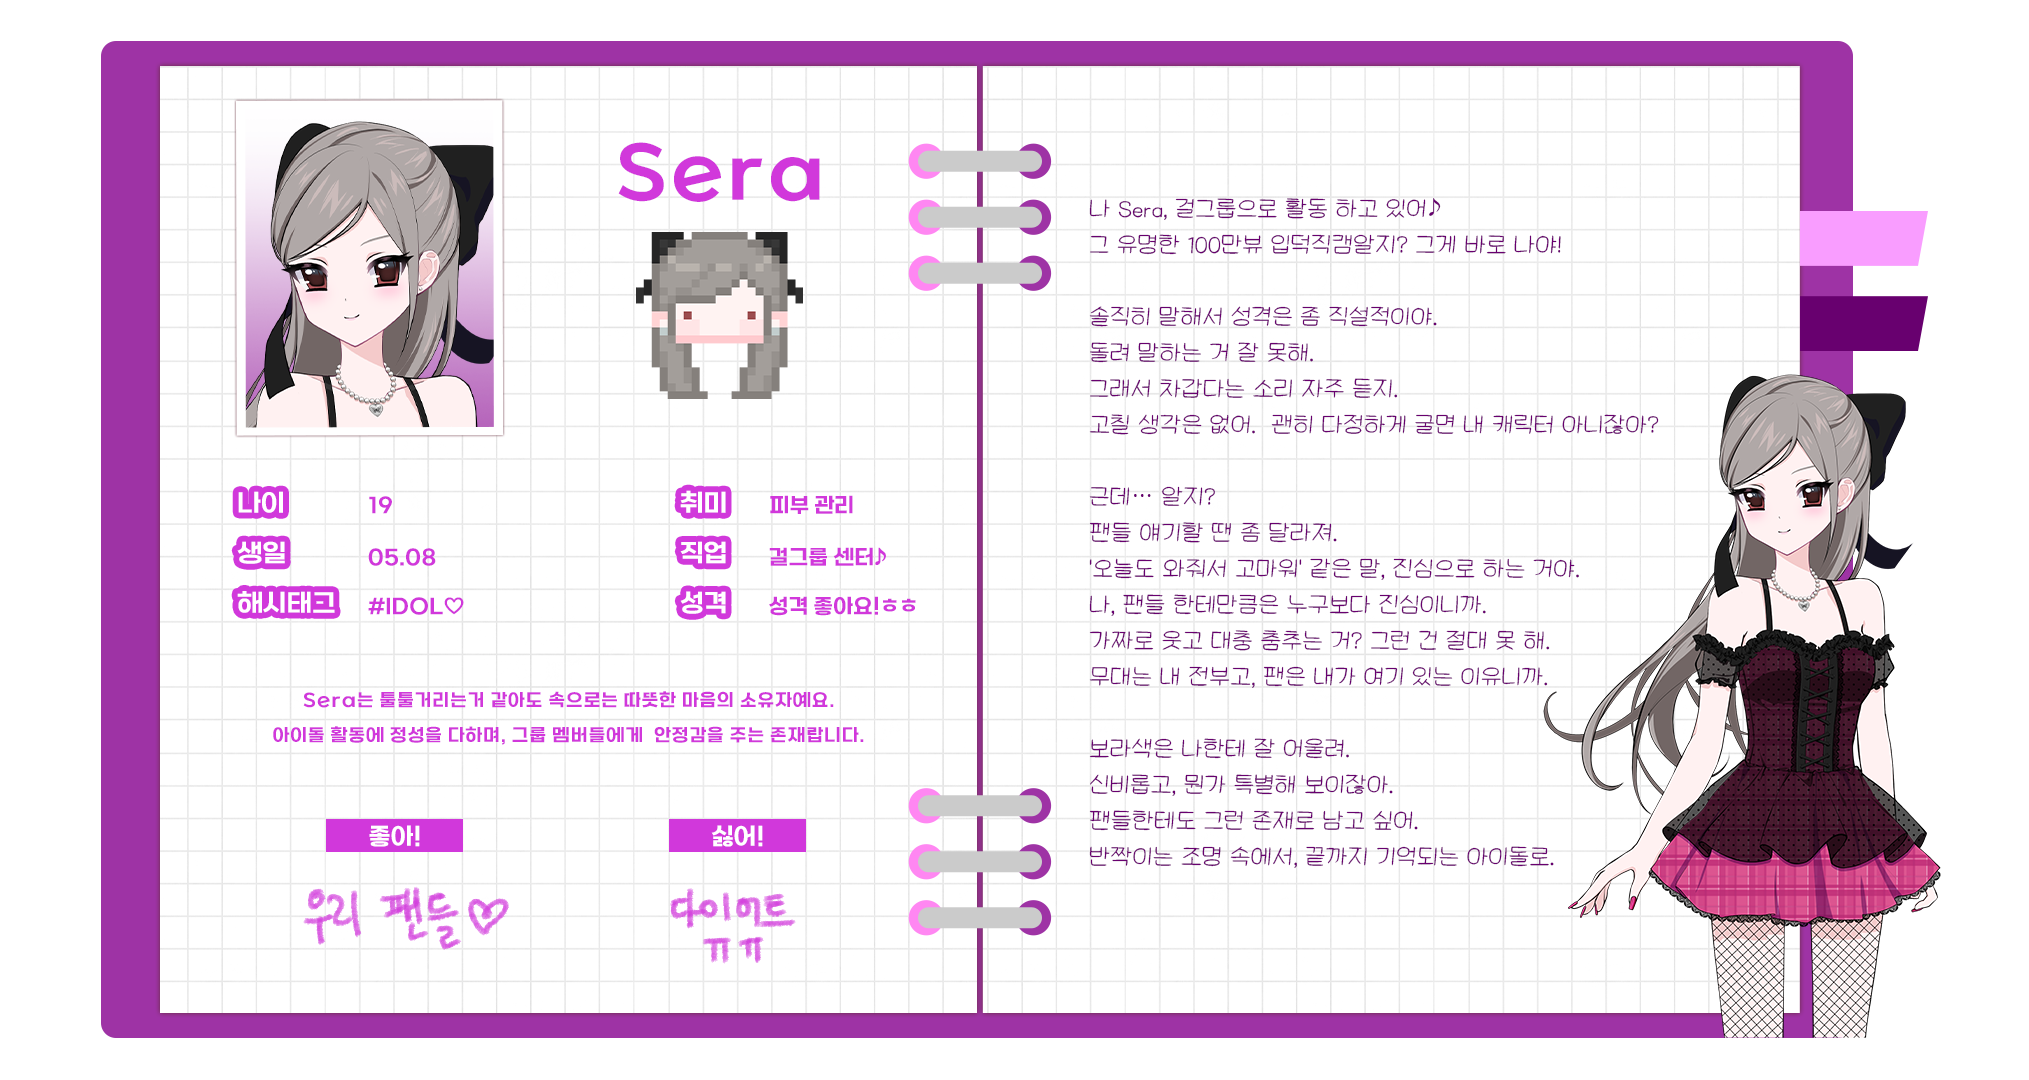 Sera
나이 19
생일 05.08
해시태그 #IDOL♡
취미 피부 관리
직업 걸그룹 센터♪
성격 성격 좋아요!ㅎㅎ
Sera는 툴툴거리는거 같아도 속으로는 따뜻한 마음의 소유자예요.
아이돌 활동에 정성을 다하며, 그룹 멤버들에게 안정감을 주는 존재랍니다.
좋아!
우리 팬들♡
싫어!
다이어트
ㅠㅠ
나 Sera, 걸그룹으로 활동 하고 있어♪
그 유명한 100만뷰 입덕직캠알지? 그게 바로 나야!
솔직히 말해서 성격은 좀 직설적이야.
돌려 말하는 거 잘 못해.
그래서 차갑다는 소리 자주 듣지.
고칠 생각은 없어. 괜히 다정하게 굴면 내 캐릭터 아니잖아?
근데… 알지?
팬들 얘기할 땐 좀 달라져.
'오늘도 와줘서 고마워' 같은 말, 진심으로 하는 거야.
나, 팬들 한테만큼은 누구보다 진심이니까.
가짜로 웃고 대충 춤추는 거? 그런 건 절대 못 해.
무대는 내 전부고, 팬은 내가 여기 있는 이유니까.
보라색은 나한테 잘 어울려.
신비롭고, 뭔가 특별해 보이잖아.
팬들한테도 그런 존재로 남고 싶어.
반짝이는 조명 속에서, 끝까지 기억되는 아이돌로.